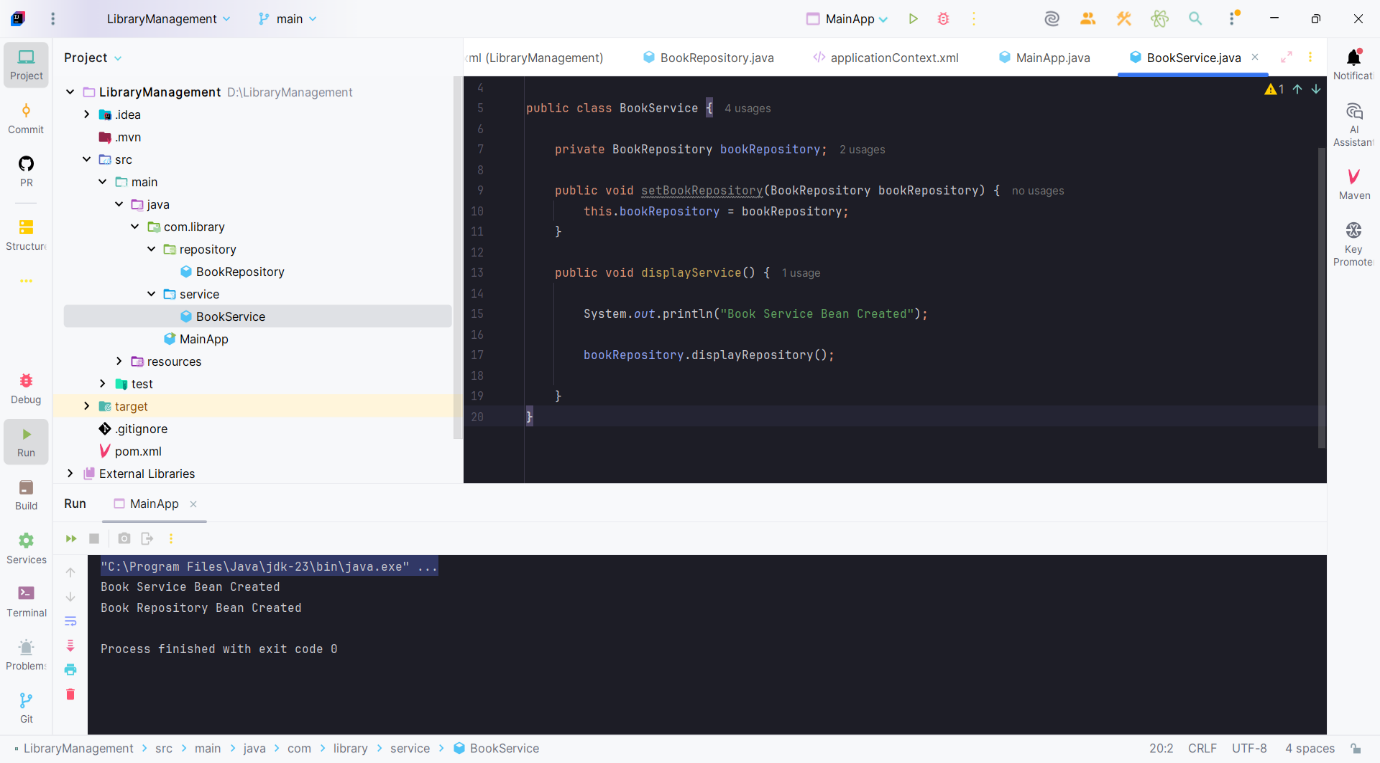 LibraryManagement main MainApp
Project
xml (LibraryManagement) BookRepository.java applicationContext.xml MainApp.java BookService.java
Project
Commit
PR
Structur
Debug
Run
Build
Services
Terminal
Problem
Git
LibraryManagement D:\LibraryManagement
.idea
.mvn
src
main
java
com.library
repository
BookRepository
service
BookService
MainApp
resources
test
target
.gitignore
pom.xml
External Libraries
1
4
5 public class BookService { 4 usages
6
7 private BookRepository bookRepository; 2 usages
8
9 public void setBookRepository(BookRepository bookRepository) { no usages
10 this.bookRepository = bookRepository;
11 }
12
13 public void displayService() { 1 usage
14
15 System.out.println("Book Service Bean Created");
16
17 bookRepository.displayRepository();
18
19 }
20 }
Notificat
AI
Assistan
Maven
Key
Promote
Run MainApp
"C:\Program Files\Java\jdk-23\bin\java.exe" ...
Book Service Bean Created
Book Repository Bean Created
Process finished with exit code 0
LibraryManagement src main java com library service BookService
20:2 CRLF UTF-8 4 spaces